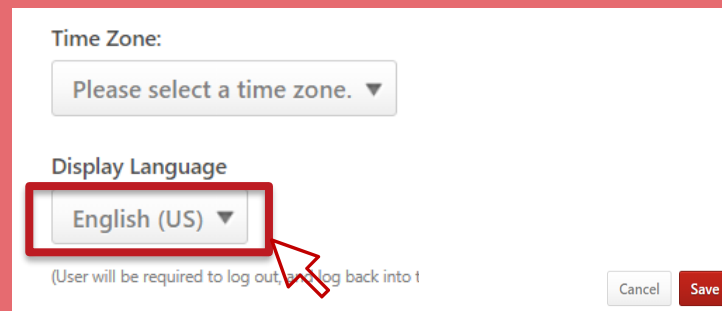 Time Zone:
Please select a time zone.
Display Language
English (US)
(User will be required to log out, and log back into
Cancel Save